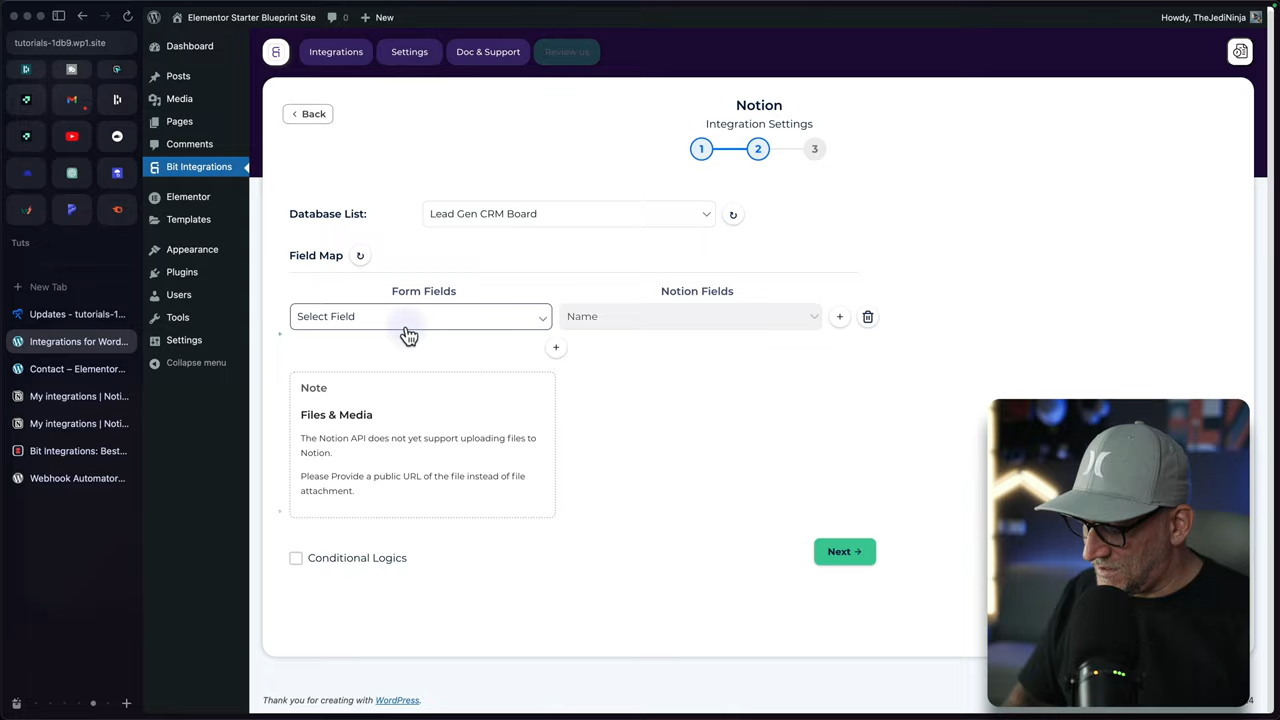 Elementor Starter Blueprint Site
0
New
Howdy, TheJediNinja
tutorials-1db9.wp1.site
Tuts
New Tab
Updates - tutorials-1...
Integrations for Word...
Contact – Elementor...
My integrations | Noti...
My integrations | Noti...
Bit Integrations: Best...
Webhook Automator...
Dashboard
Posts
Media
Pages
Comments
Bit Integrations
Elementor
Templates
Appearance
Plugins
Users
Tools
Settings
Collapse menu
Integrations
Settings
Doc & Support
Review us
Back
Notion
Integration Settings
1
2
3
Database List:
Lead Gen CRM Board
Field Map
Form Fields
Notion Fields
Select Field
Name
Note
Files & Media
The Notion API does not yet support uploading files to
Notion.
Please Provide a public URL of the file instead of file
attachment.
Conditional Logics
Next
Thank you for creating with WordPress.